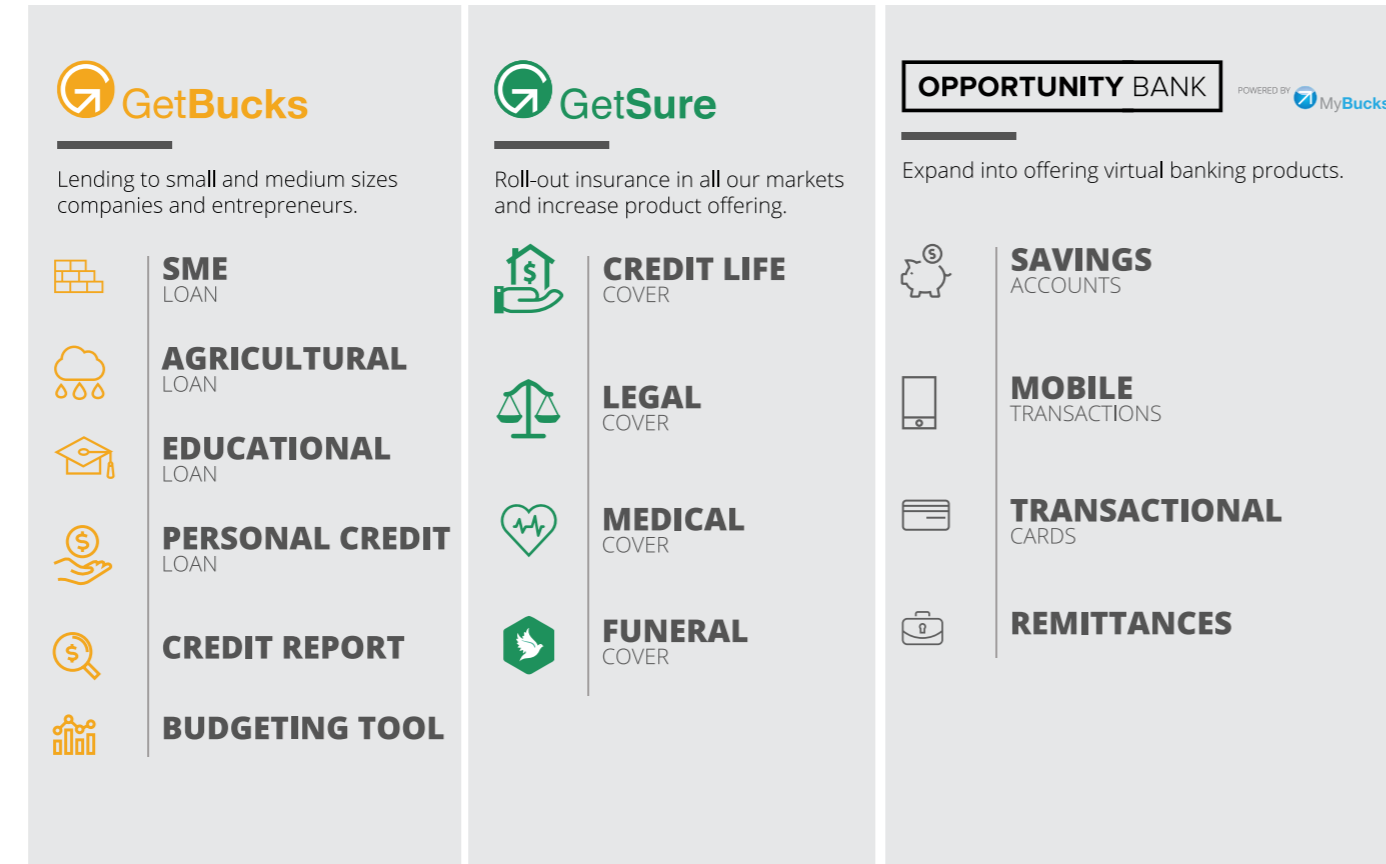 GetBucks
Lending to small and medium sizes
companies and entrepreneurs.
SME
LOAN
AGRICULTURAL
LOAN
EDUCATIONAL
LOAN
PERSONAL CREDIT
LOAN
CREDIT REPORT
BUDGETING TOOL
GetSure
Roll-out insurance in all our markets
and increase product offering.
CREDIT LIFE
COVER
LEGAL
COVER
MEDICAL
COVER
FUNERAL
COVER
OPPORTUNITY BANK
POWERED BY MyBucks
Expand into offering virtual banking products.
SAVINGS
ACCOUNTS
MOBILE
TRANSACTIONS
TRANSACTIONAL
CARDS
REMITTANCES